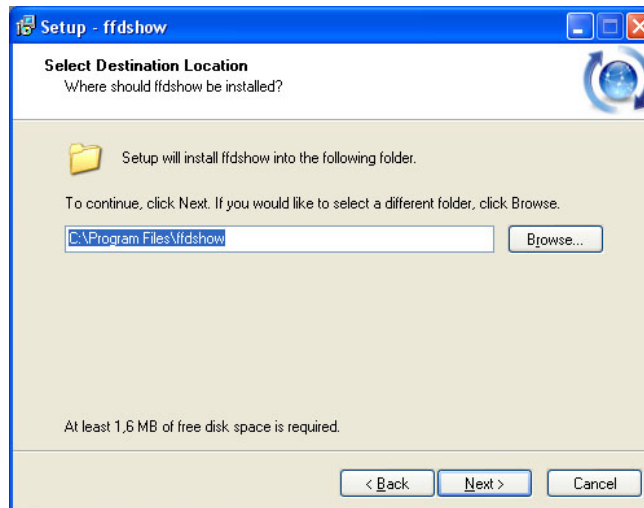 Setup - ffdshow
Select Destination Location
Where should ffdshow be installed?
Setup will install ffdshow into the following folder.
To continue, click Next. If you would like to select a different folder, click Browse.
C:\Program Files\ffdshow
Browse...
At least 1,6 MB of free disk space is required.
< Back
Next >
Cancel